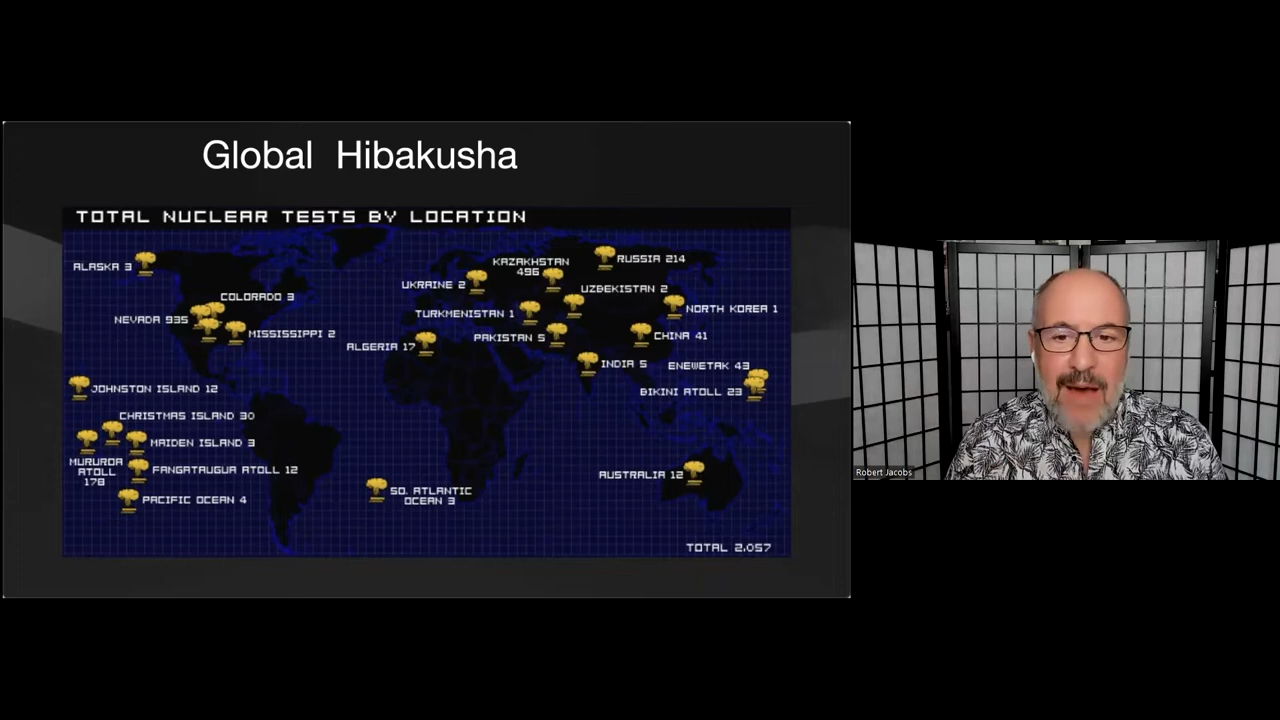 Global Hibakusha
TOTAL NUCLEAR TESTS BY LOCATION
ALASKA 3
COLORADO 3
NEVADA 935
MISSISSIPPI 2
JOHNSTON ISLAND 12
CHRISTMAS ISLAND 30
MAIDEN ISLAND 3
MURUROA
ATOLL
178
FANGATAUGUA ATOLL 12
PACIFIC OCEAN 4
KAZAKHSTAN
496
RUSSIA 214
UKRAINE 2
UZBEKISTAN 2
TURKMENISTAN 1
NORTH KOREA 1
PAKISTAN 5
CHINA 41
ALGERIA 17
INDIA 5
ENEWETAK 43
BIKINI ATOLL 23
AUSTRALIA 12
SO. ATLANTIC
OCEAN 3
TOTAL 2.057
Robert Jacobs